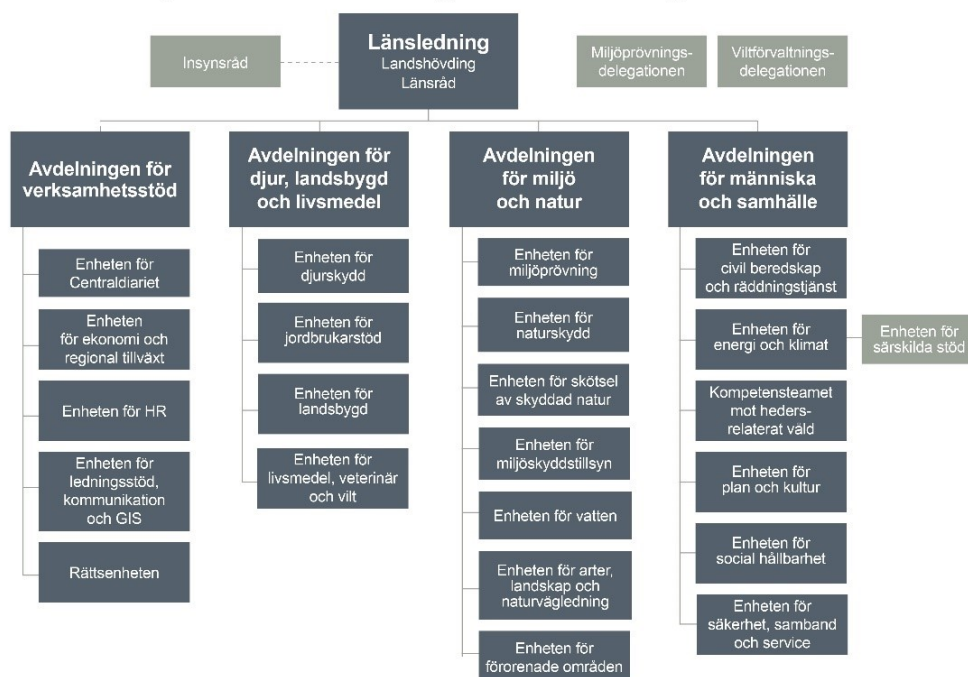 Länsledning
Landshövding
Länsråd
Insynsråd
Miljöprövnings-
delegationen
Viltförvaltnings-
delegationen
Avdelningen för
verksamhetsstöd
Enheten för
Centraldiariet
Enheten
för ekonomi och
regional tillväxt
Enheten för HR
Enheten för
ledningsstöd,
kommunikation
och GIS
Rättsenheten
Avdelningen för
djur, landsbygd
och livsmedel
Enheten för
djurskydd
Enheten för
jordbrukarstöd
Enheten för
landsbygd
Enheten för
livsmedel, veterinär
och vilt
Avdelningen
för miljö
och natur
Enheten för
miljöprövning
Enheten för
naturskydd
Enheten för skötsel
av skyddad natur
Enheten för
miljöskyddstillsyn
Enheten för vatten
Enheten för arter,
landskap och
naturvägledning
Enheten för
förorenade områden
Avdelningen
för människa
och samhälle
Enheten för
civil beredskap
och räddningstjänst
Enheten för
energi och klimat
Enheten för
särskilda stöd
Kompetensteamet
mot heders-
relaterat våld
Enheten för
plan och kultur
Enheten för
social hållbarhet
Enheten för
säkerhet, samband
och service